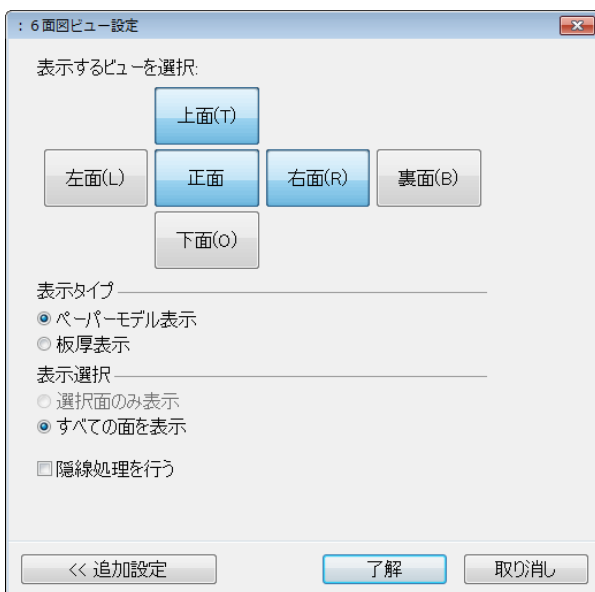 : 6面図ビュー設定
表示するビューを選択:
上面(T)
左面(L) 正面 右面(R) 裏面(B)
下面(O)
表示タイプ
ペーパーモデル表示
板厚表示
表示選択
選択面のみ表示
すべての面を表示
隠線処理を行う
<< 追加設定 了解 取り消し